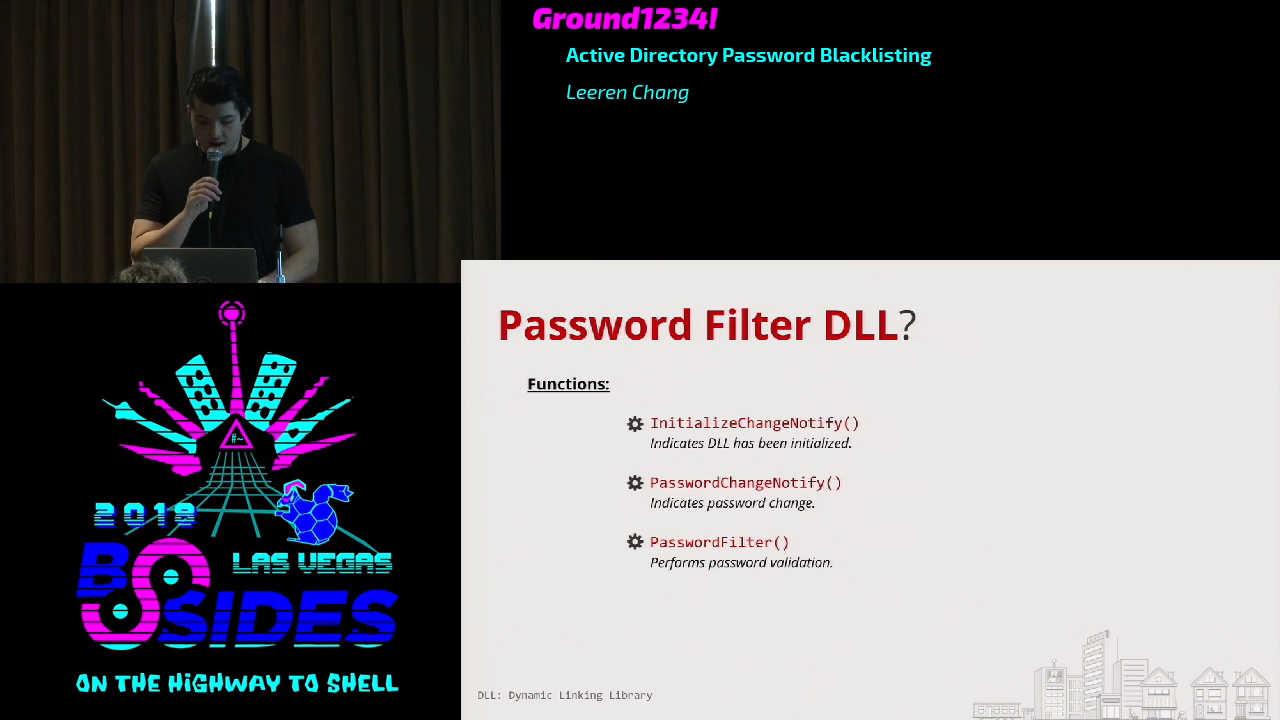 Ground1234!
Active Directory Password Blacklisting
Leeren Chang
Password Filter DLL?
Functions:
InitializeChangeNotify()
Indicates DLL has been initialized.
PasswordChangeNotify()
Indicates password change.
PasswordFilter()
Performs password validation.
DLL: Dynamic Linking Library
#~
2019
LAS VEGAS
BSIDES
ON THE HIGHWAY TO SHELL